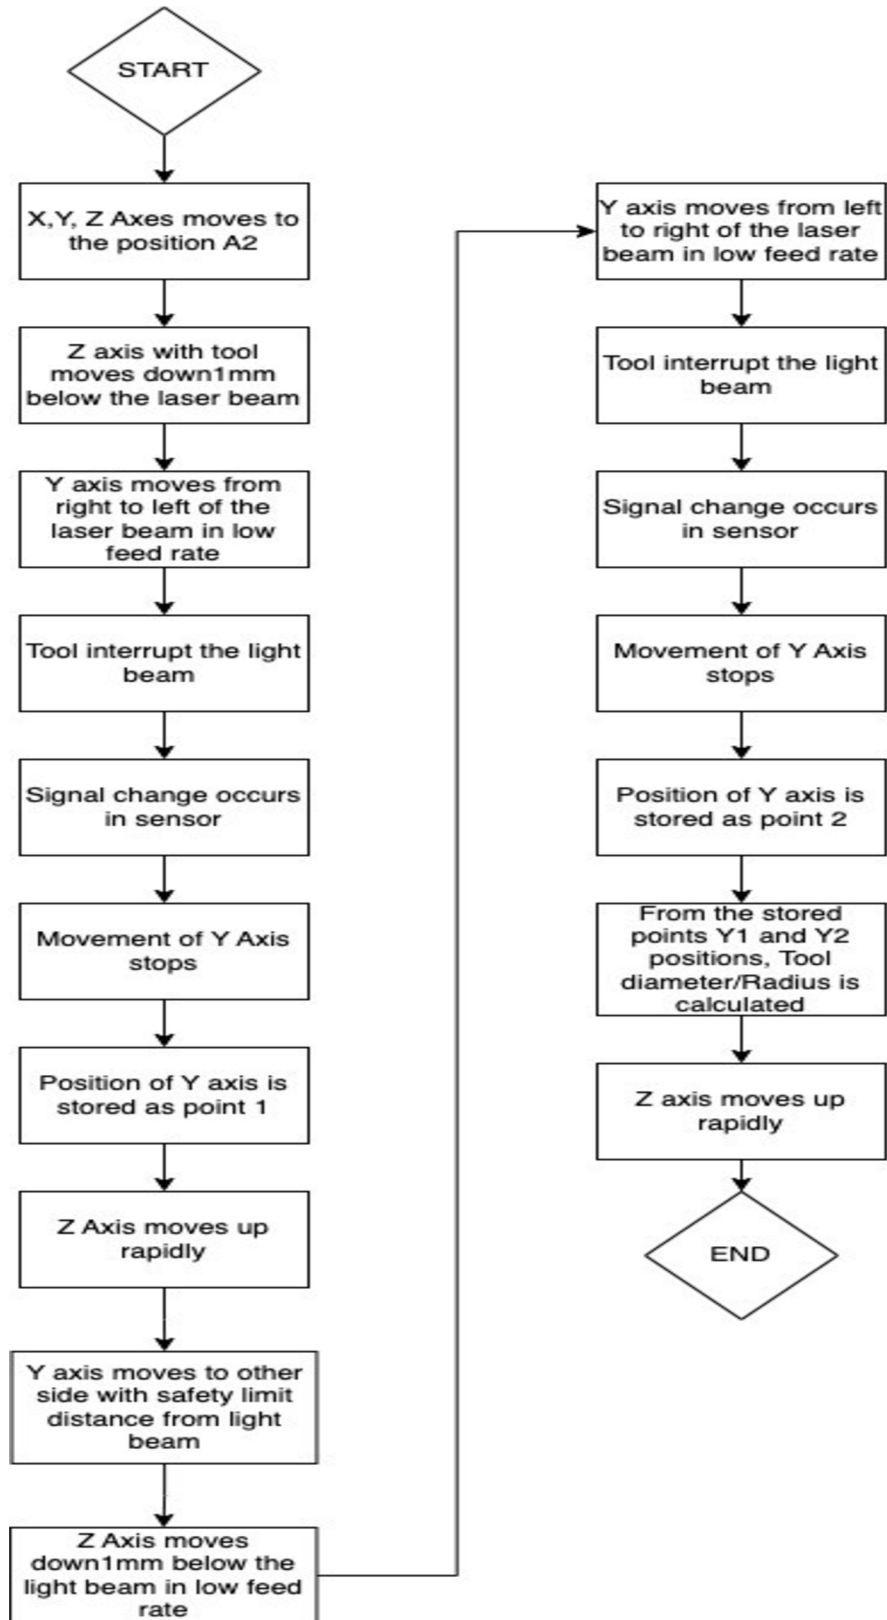 START
X,Y, Z Axes moves to
the position A2
Z axis with tool
moves down1mm
below the laser beam
Y axis moves from
right to left of the
laser beam in low
feed rate
Tool interrupt the light
beam
Signal change occurs
in sensor
Movement of Y Axis
stops
Position of Y axis is
stored as point 1
Z Axis moves up
rapidly
Y axis moves to other
side with safety limit
distance from light
beam
Z Axis moves
down1mm below the
light beam in low feed
rate
Y axis moves from left
to right of the laser
beam in low feed rate
Tool interrupt the light
beam
Signal change occurs
in sensor
Movement of Y Axis
stops
Position of Y axis is
stored as point 2
From the stored
points Y1 and Y2
positions, Tool
diameter/Radius is
calculated
Z axis moves up
rapidly
END